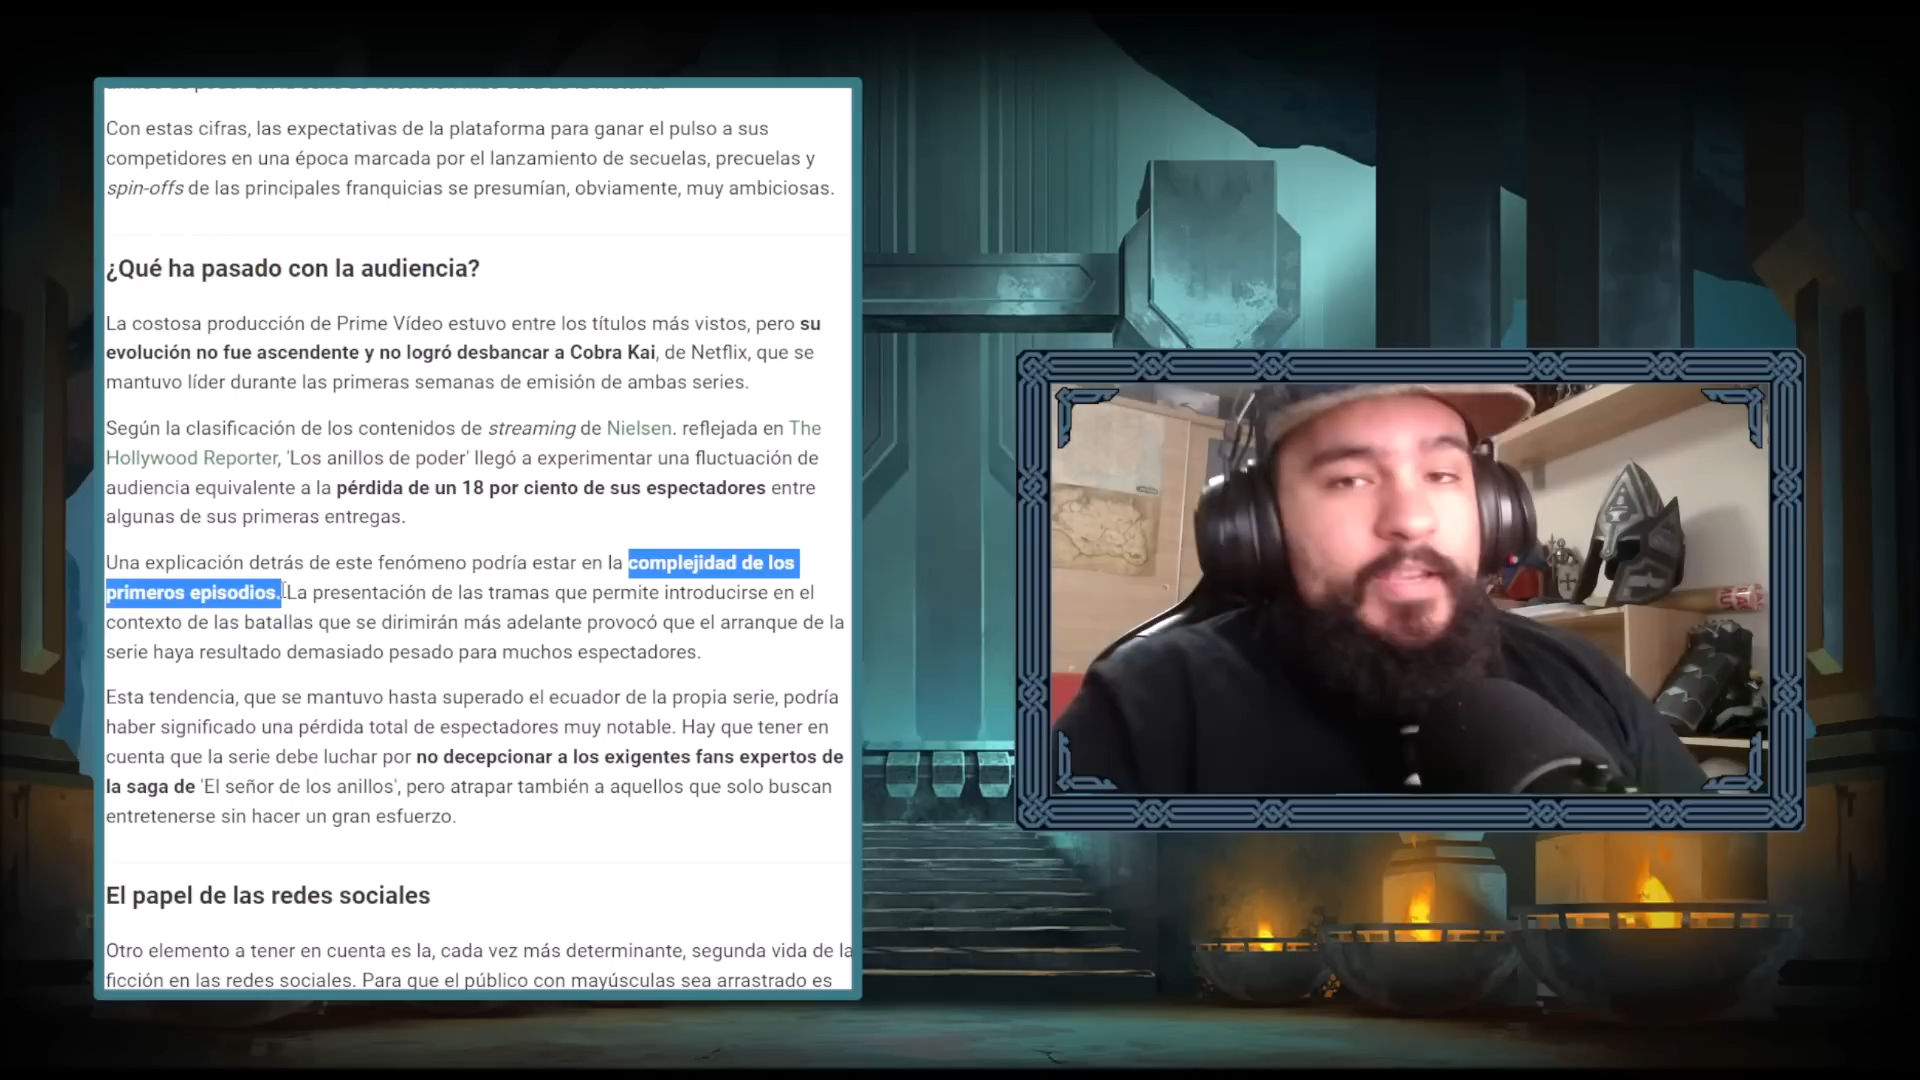 Con estas cifras, las expectativas de la plataforma para ganar el pulso a sus
competidores en una época marcada por el lanzamiento de secuelas, precuelas y
spin-offs de las principales franquicias se presumían, obviamente, muy ambiciosas.
¿Qué ha pasado con la audiencia?
La costosa producción de Prime Vídeo estuvo entre los títulos más vistos, pero su
evolución no fue ascendente y no logró desbancar a Cobra Kai, de Netflix, que se
mantuvo líder durante las primeras semanas de emisión de ambas series.
Según la clasificación de los contenidos de streaming de Nielsen. reflejada en The
Hollywood Reporter, 'Los anillos de poder' llegó a experimentar una fluctuación de
audiencia equivalente a la pérdida de un 18 por ciento de sus espectadores entre
algunas de sus primeras entregas.
Una explicación detrás de este fenómeno podría estar en la complejidad de los
primeros episodios. La presentación de las tramas que permite introducirse en el
contexto de las batallas que se dirimirán más adelante provocó que el arranque de la
serie haya resultado demasiado pesado para muchos espectadores.
Esta tendencia, que se mantuvo hasta superado el ecuador de la propia serie, podría
haber significado una pérdida total de espectadores muy notable. Hay que tener en
cuenta que la serie debe luchar por no decepcionar a los exigentes fans expertos de
la saga de 'El señor de los anillos', pero atrapar también a aquellos que solo buscan
entretenerse sin hacer un gran esfuerzo.
El papel de las redes sociales
Otro elemento a tener en cuenta es la, cada vez más determinante, segunda vida de la
ficción en las redes sociales. Para que el público con mayúsculas sea arrastrado es